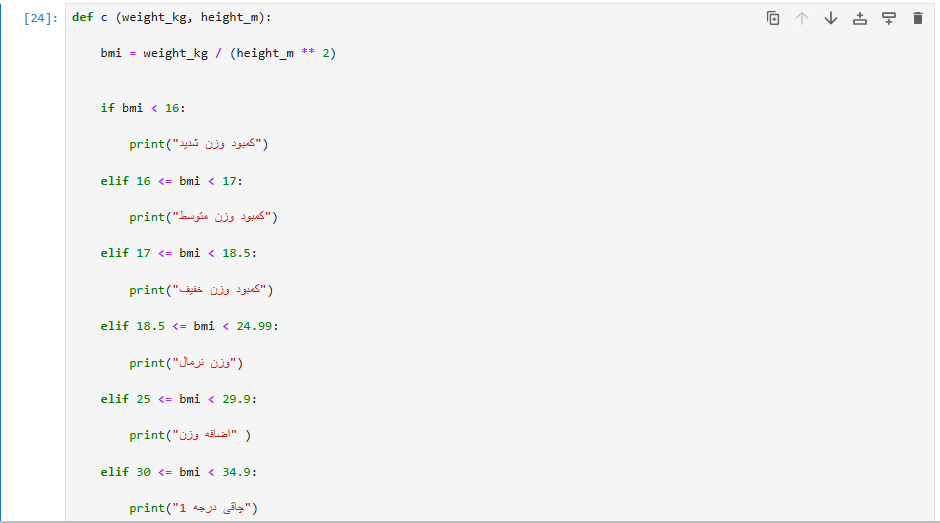 [24]: def c (weight_kg, height_m):
bmi = weight_kg / (height_m ** 2)
if bmi < 16:
print("کمبود وزن شدید")
elif 16 <= bmi < 17:
print("کمبود وزن متوسط")
elif 17 <= bmi < 18.5:
print("کمبود وزن خفیف")
elif 18.5 <= bmi < 24.99:
print("وزن نرمال")
elif 25 <= bmi < 29.9:
print("اضافه وزن" )
elif 30 <= bmi < 34.9:
print("چاقی درجه 1")